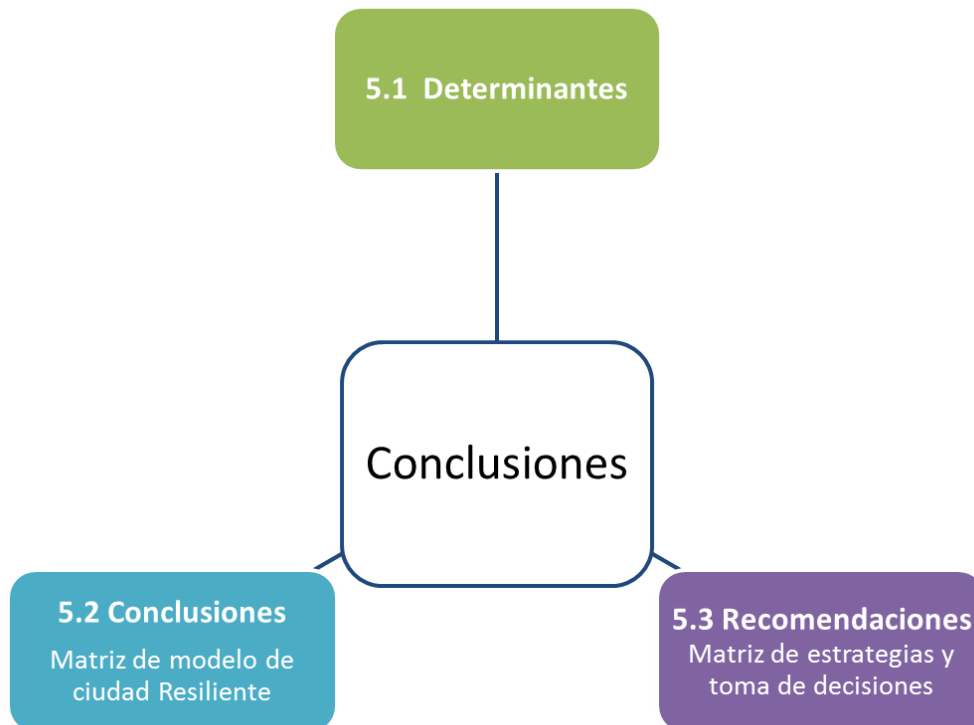 5.1 Determinantes
Conclusiones
5.2 Conclusiones
Matriz de modelo de
ciudad Resiliente
5.3 Recomendaciones
Matriz de estrategias y
toma de decisiones